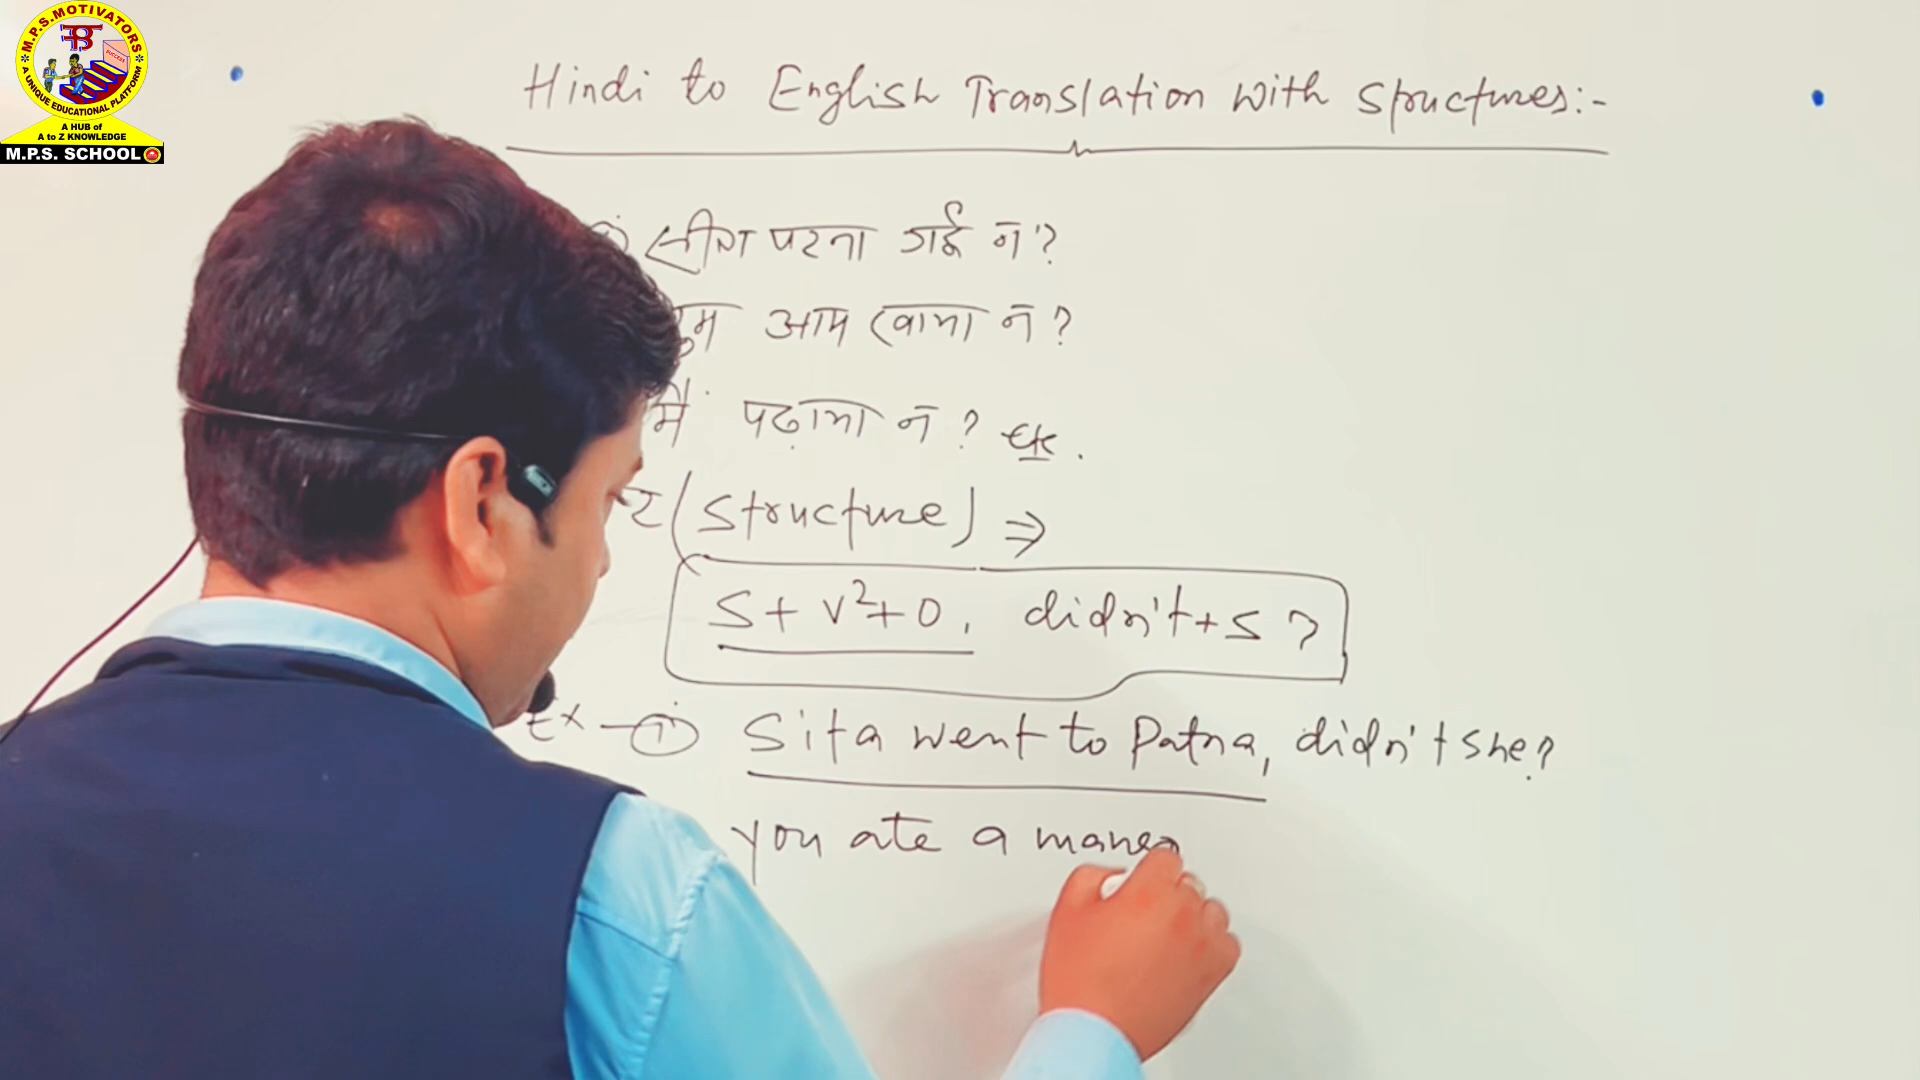 M.P.S.MOTIVATORS
SUCCESS
A UNIQUE EDUCATIONAL PLATFORM
A HUB of
A to Z KNOWLEDGE
M.P.S. SCHOOL
Hindi to English Translation with structures:-
सीता पटना गई न?
तुम आम खाया न?
मैं पढ़ाया न? etc.
(structure) ⇒
S + V²+ O, didn't + S ?
Ex - (i) Sita went to Patna, didn't she?
you ate a mango